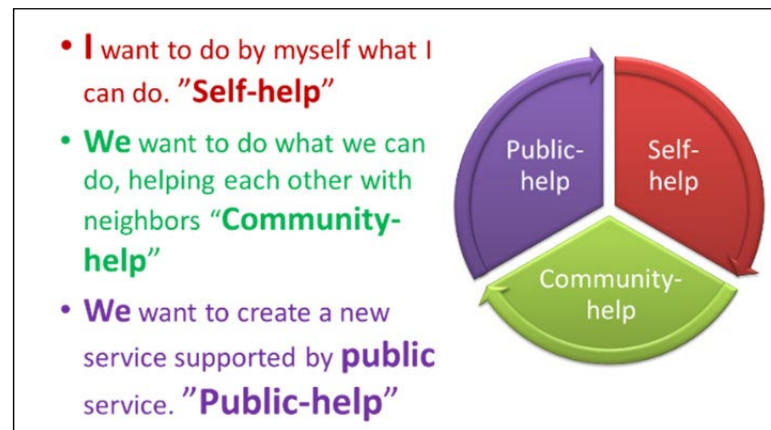 • I want to do by myself what I
can do. ”Self-help”
• We want to do what we can
do, helping each other with
neighbors “Community-
help”
• We want to create a new
service supported by public
service. ”Public-help”
Public-
help
Self-
help
Community-
help